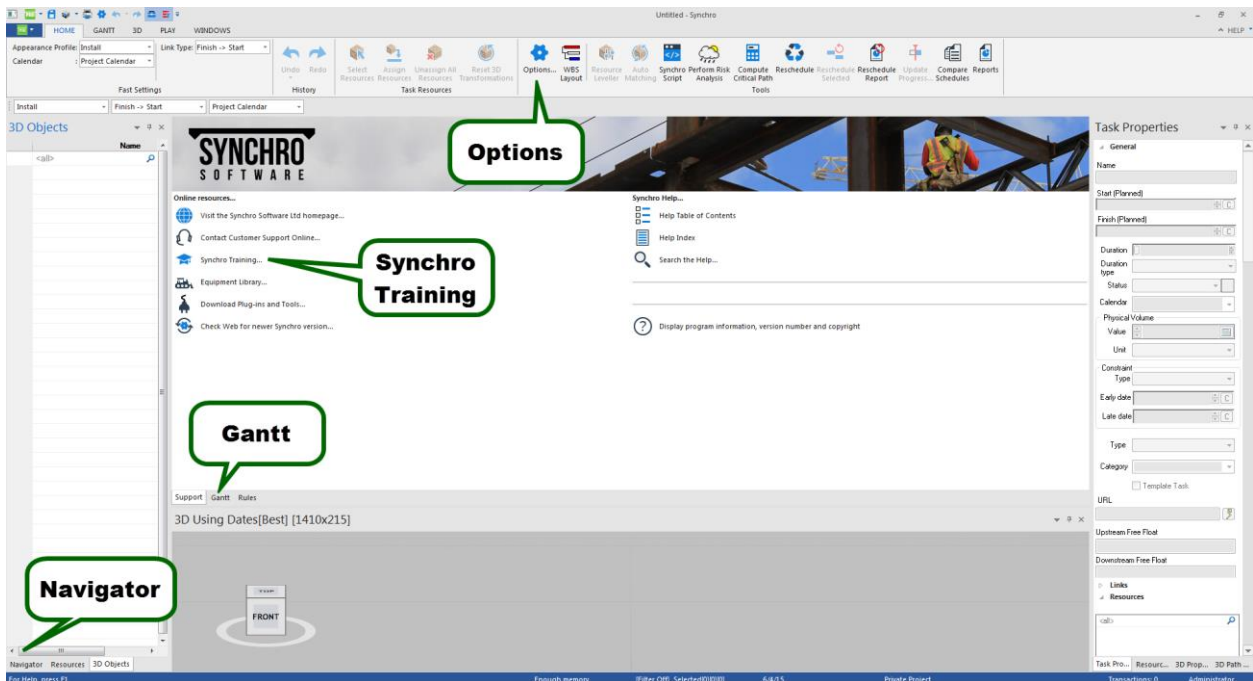 Untitled - Synchro
HOME GANTT 3D PLAY WINDOWS
HELP
Appearance Profile: Install Link Type: Finish -> Start
Calendar : Project Calendar
Undo Redo
Select Resources
Assign Resources
Unassign All Resources
Reset 3D Transformations
Options...
WBS Layout
Resource Leveller
Auto Matching
Synchro Script
Perform Risk Analysis
Compute Critical Path
Reschedule
Reschedule Selected
Reschedule Report
Update Progress...
Compare Schedules
Reports
Fast Settings History Task Resources Tools
Install Finish -> Start Project Calendar
3D Objects
Name
<all>
SYNCHRO
SOFTWARE
Options
Online resources...
Visit the Synchro Software Ltd homepage...
Contact Customer Support Online...
Synchro Training...
Equipment Library...
Download Plug-ins and Tools...
Check Web for newer Synchro version...
Synchro
Training
Synchro Help...
Help Table of Contents
Help Index
Search the Help...
Display program information, version number and copyright
Gantt
Support Gantt Rules
3D Using Dates[Best] [1410x215]
FRONT
Navigator
Navigator Resources 3D Objects
Task Properties
General
Name
Start (Planned)
C
Finish (Planned)
C
Duration
Duration type
Status
Calendar
Physical Volume
Value
Unit
Constraint
Type
Early date C
Late date C
Type
Category
Template Task
URL
Upstream Free Float
Downstream Free Float
Links
Resources
<all>
Task Pro... Resourc... 3D Prop... 3D Path ...
For Help, press F1 Enough memory 6/4/15 Private Project Transactions: 0 Administrator